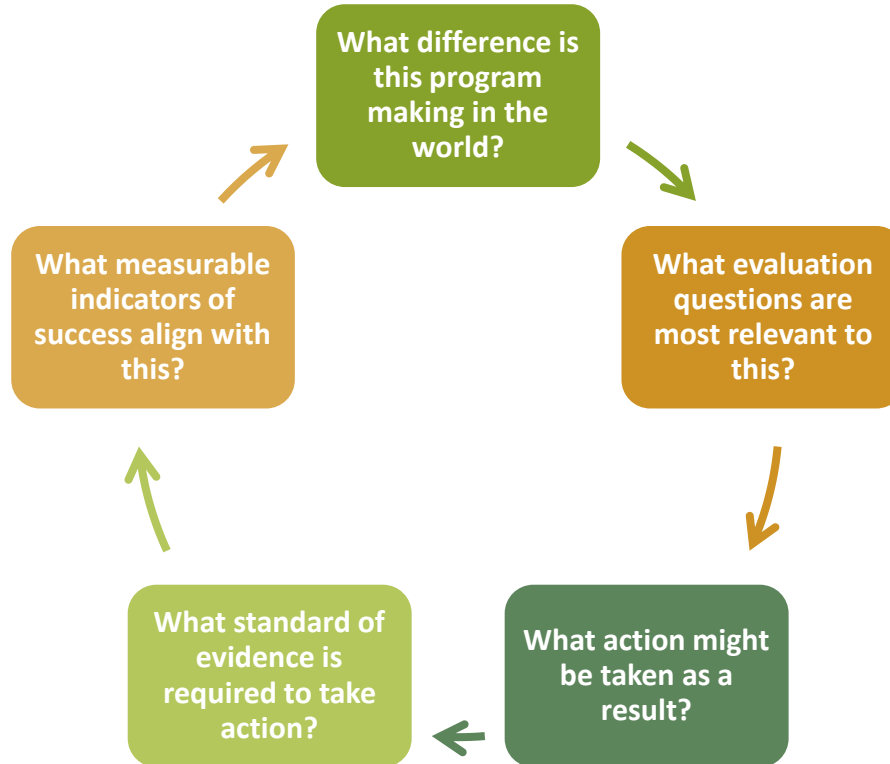 What difference is
this program
making in the
world?
What evaluation
questions are
most relevant to
this?
What action might
be taken as a
result?
What standard of
evidence is
required to take
action?
What measurable
indicators of
success align with
this?